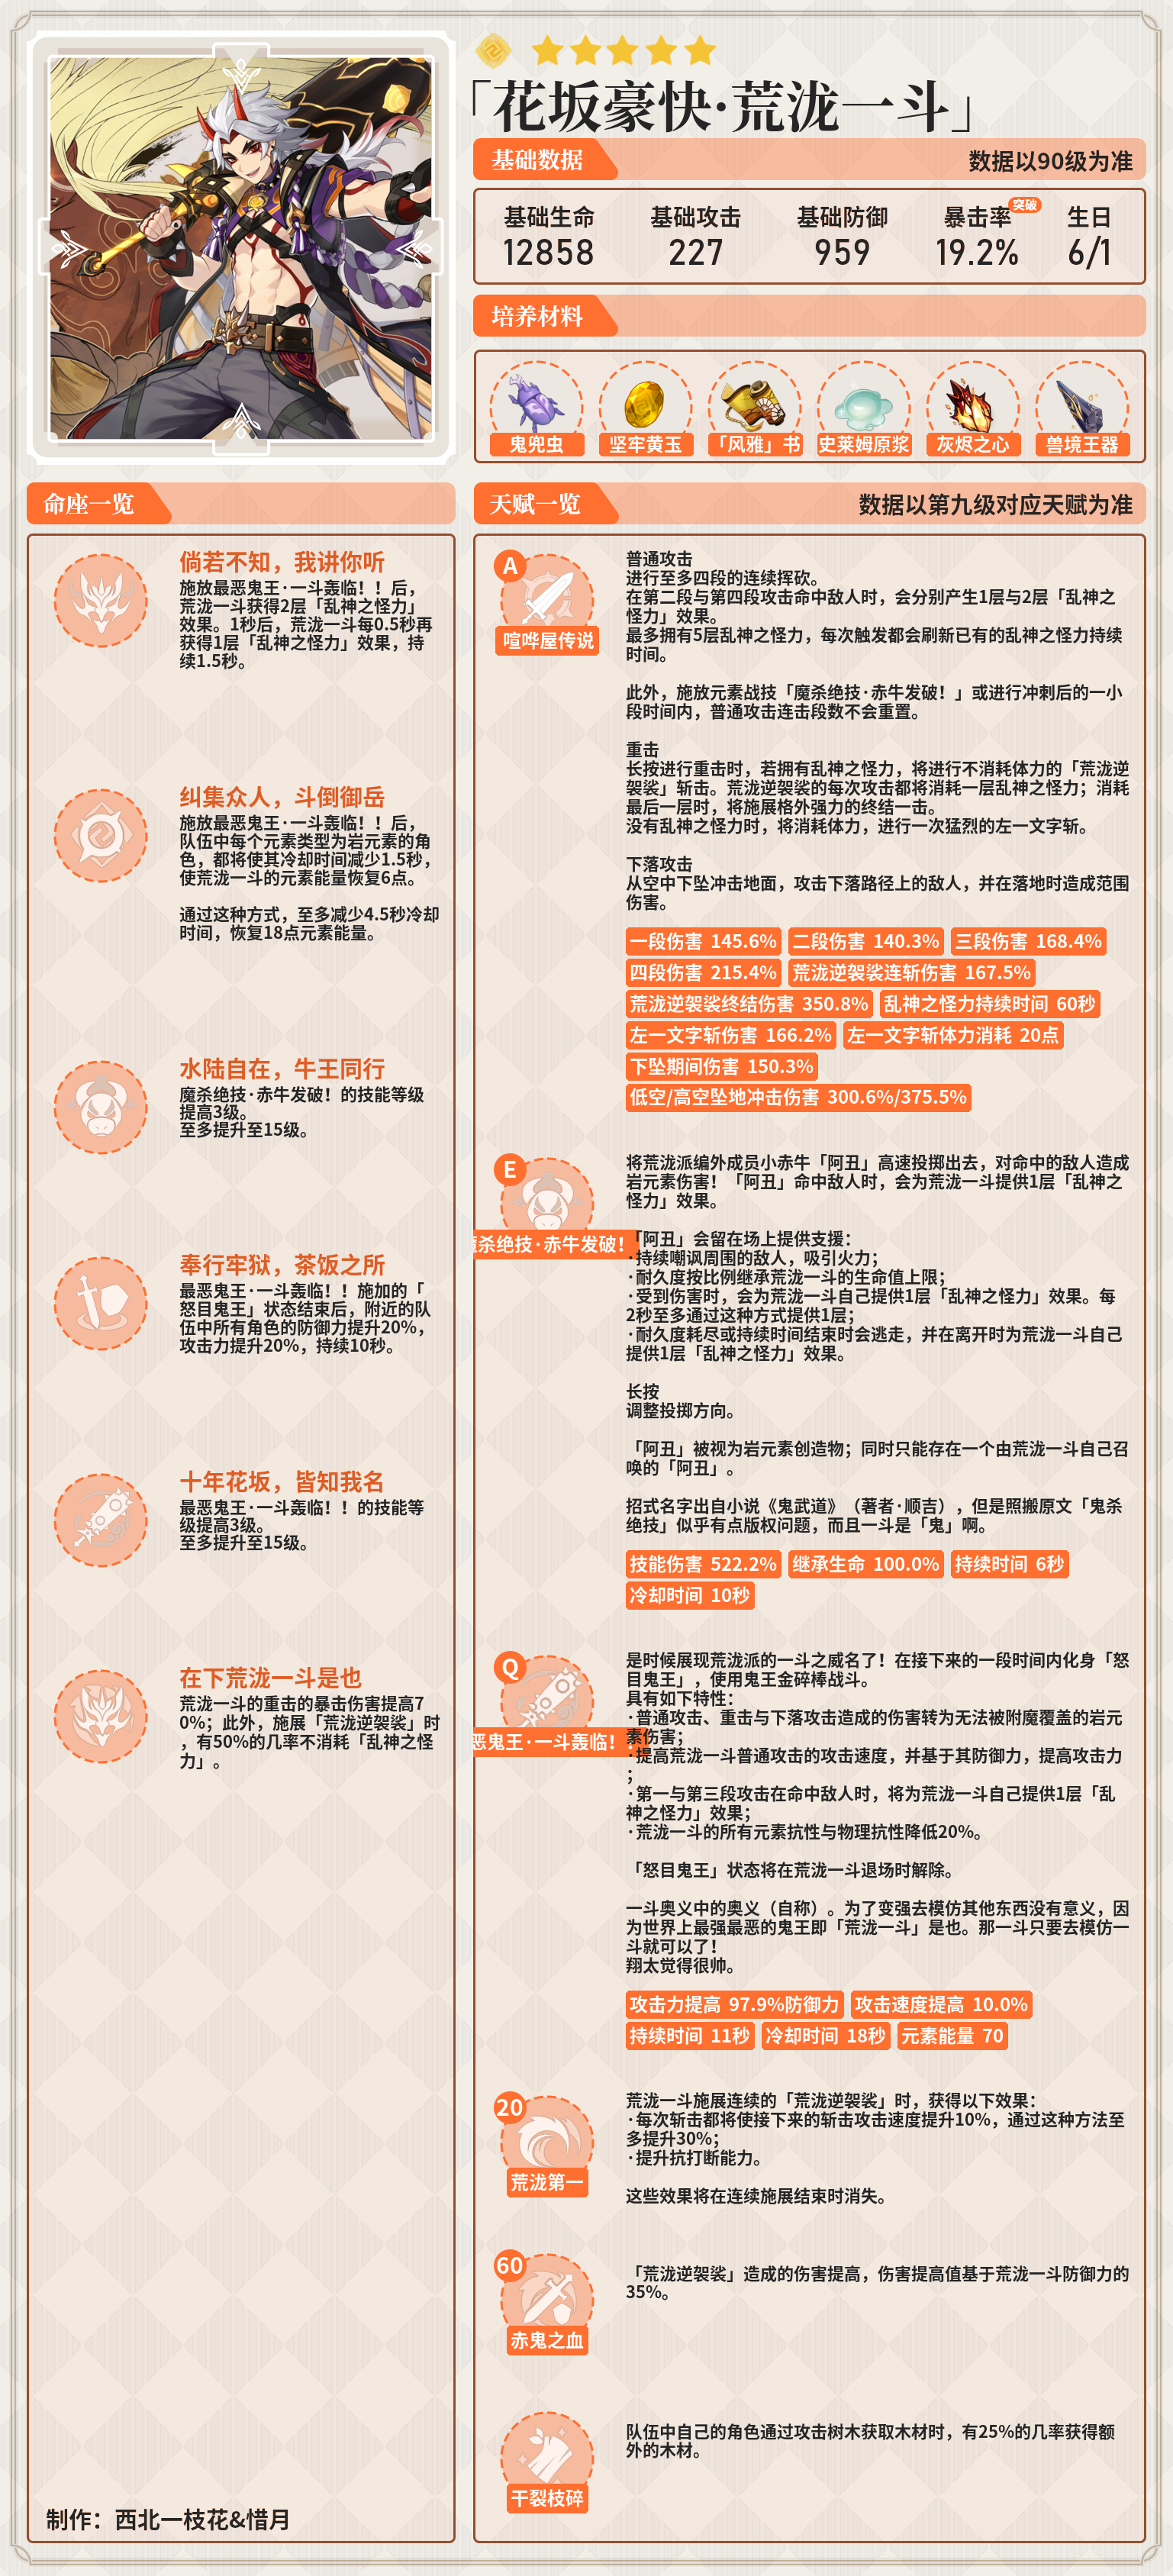 「花坂豪快·荒泷一斗」
基础数据
数据以90级为准
基础生命 基础攻击 基础防御 暴击率 突破 生日
12858 227 959 19.2% 6/1
培养材料
鬼兜虫 坚牢黄玉 「风雅」书 史莱姆原浆 灰烬之心 兽境王器
命座一览
倘若不知，我讲你听
施放最恶鬼王·一斗轰临！！后，
荒泷一斗获得2层「乱神之怪力」
效果。1秒后，荒泷一斗每0.5秒再
获得1层「乱神之怪力」效果，持
续1.5秒。
纠集众人，斗倒御岳
施放最恶鬼王·一斗轰临！！后，
队伍中每个元素类型为岩元素的角
色，都将使其冷却时间减少1.5秒，
使荒泷一斗的元素能量恢复6点。
通过这种方式，至多减少4.5秒冷却
时间，恢复18点元素能量。
水陆自在，牛王同行
魔杀绝技·赤牛发破！的技能等级
提高3级。
至多提升至15级。
奉行牢狱，茶饭之所
最恶鬼王·一斗轰临！！施加的「
怒目鬼王」状态结束后，附近的队
伍中所有角色的防御力提升20%，
攻击力提升20%，持续10秒。
十年花坂，皆知我名
最恶鬼王·一斗轰临！！的技能等
级提高3级。
至多提升至15级。
在下荒泷一斗是也
荒泷一斗的重击的暴击伤害提高7
0%；此外，施展「荒泷逆袈裟」时
，有50%的几率不消耗「乱神之怪
力」。
制作：西北一枝花&惜月
天赋一览
数据以第九级对应天赋为准
A
喧哗屋传说
普通攻击
进行至多四段的连续挥砍。
在第二段与第四段攻击命中敌人时，会分别产生1层与2层「乱神之
怪力」效果。
最多拥有5层乱神之怪力，每次触发都会刷新已有的乱神之怪力持续
时间。
此外，施放元素战技「魔杀绝技·赤牛发破！」或进行冲刺后的一小
段时间内，普通攻击连击段数不会重置。
重击
长按进行重击时，若拥有乱神之怪力，将进行不消耗体力的「荒泷逆
袈裟」斩击。荒泷逆袈裟的每次攻击都将消耗一层乱神之怪力；消耗
最后一层时，将施展格外强力的终结一击。
没有乱神之怪力时，将消耗体力，进行一次猛烈的左一文字斩。
下落攻击
从空中下坠冲击地面，攻击下落路径上的敌人，并在落地时造成范围
伤害。
一段伤害 145.6% 二段伤害 140.3% 三段伤害 168.4%
四段伤害 215.4% 荒泷逆袈裟连斩伤害 167.5%
荒泷逆袈裟终结伤害 350.8% 乱神之怪力持续时间 60秒
左一文字斩伤害 166.2% 左一文字斩体力消耗 20点
下坠期间伤害 150.3%
低空/高空坠地冲击伤害 300.6%/375.5%
E
杀绝技·赤牛发破！
将荒泷派编外成员小赤牛「阿丑」高速投掷出去，对命中的敌人造成
岩元素伤害！「阿丑」命中敌人时，会为荒泷一斗提供1层「乱神之
怪力」效果。
「阿丑」会留在场上提供支援：
·持续嘲讽周围的敌人，吸引火力；
·耐久度按比例继承荒泷一斗的生命值上限；
·受到伤害时，会为荒泷一斗自己提供1层「乱神之怪力」效果。每
2秒至多通过这种方式提供1层；
·耐久度耗尽或持续时间结束时会逃走，并在离开时为荒泷一斗自己
提供1层「乱神之怪力」效果。
长按
调整投掷方向。
「阿丑」被视为岩元素创造物；同时只能存在一个由荒泷一斗自己召
唤的「阿丑」。
招式名字出自小说《鬼武道》（著者·顺吉），但是照搬原文「鬼杀
绝技」似乎有点版权问题，而且一斗是「鬼」啊。
技能伤害 522.2% 继承生命 100.0% 持续时间 6秒
冷却时间 10秒
Q
恶鬼王·一斗轰临！！
是时候展现荒泷派的一斗之威名了！在接下来的一段时间内化身「怒
目鬼王」，使用鬼王金碎棒战斗。
具有如下特性：
·普通攻击、重击与下落攻击造成的伤害转为无法被附魔覆盖的岩元
素伤害；
·提高荒泷一斗普通攻击的攻击速度，并基于其防御力，提高攻击力
；
·第一与第三段攻击在命中敌人时，将为荒泷一斗自己提供1层「乱
神之怪力」效果；
·荒泷一斗的所有元素抗性与物理抗性降低20%。
「怒目鬼王」状态将在荒泷一斗退场时解除。
一斗奥义中的奥义（自称）。为了变强去模仿其他东西没有意义，因
为世界上最强最恶的鬼王即「荒泷一斗」是也。那一斗只要去模仿一
斗就可以了！
翔太觉得很帅。
攻击力提高 97.9%防御力 攻击速度提高 10.0%
持续时间 11秒 冷却时间 18秒 元素能量 70
20
荒泷第一
荒泷一斗施展连续的「荒泷逆袈裟」时，获得以下效果：
·每次斩击都将使接下来的斩击攻击速度提升10%，通过这种方法至
多提升30%；
·提升抗打断能力。
这些效果将在连续施展结束时消失。
60
赤鬼之血
「荒泷逆袈裟」造成的伤害提高，伤害提高值基于荒泷一斗防御力的
35%。
干裂枝碎
队伍中自己的角色通过攻击树木获取木材时，有25%的几率获得额
外的木材。